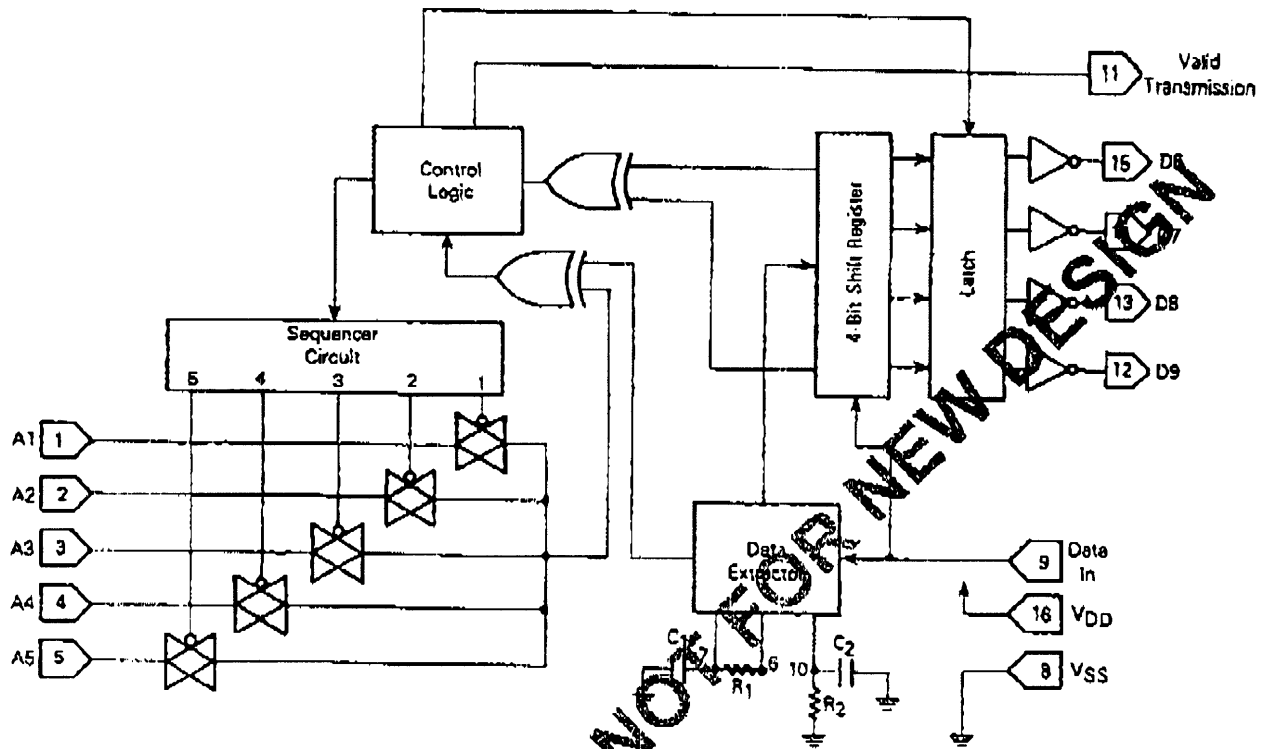 11
Valid
Transmission
Control
Logic
15 D6
4-Bit Shift Register
Latch
13 D8
12 D9
Sequencer
Circuit
5 4 3 2 1
A1 1
A2 2
A3 3
A4 4
A5 5
Data
Extractor
9 Data
In
16 VDD
8 VSS
C1 7
R1
6
10
C2
R2
NOT FOR NEW DESIGN